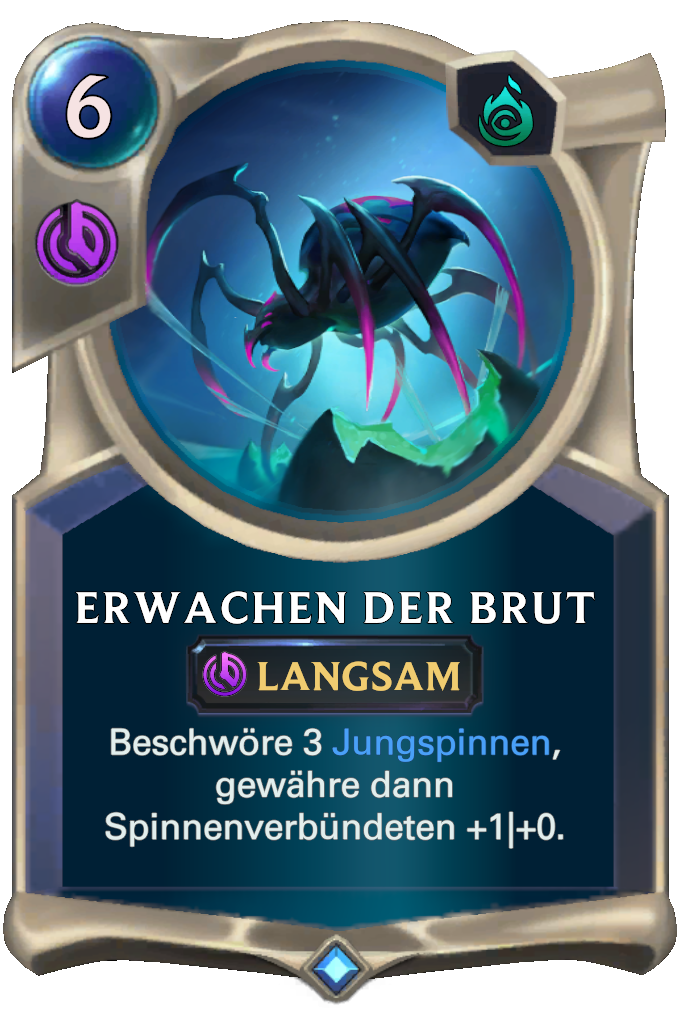 6
ERWACHEN DER BRUT
LANGSAM
Beschwöre 3 Jungspinnen,
gewähre dann
Spinnenverbündeten +1|+0.